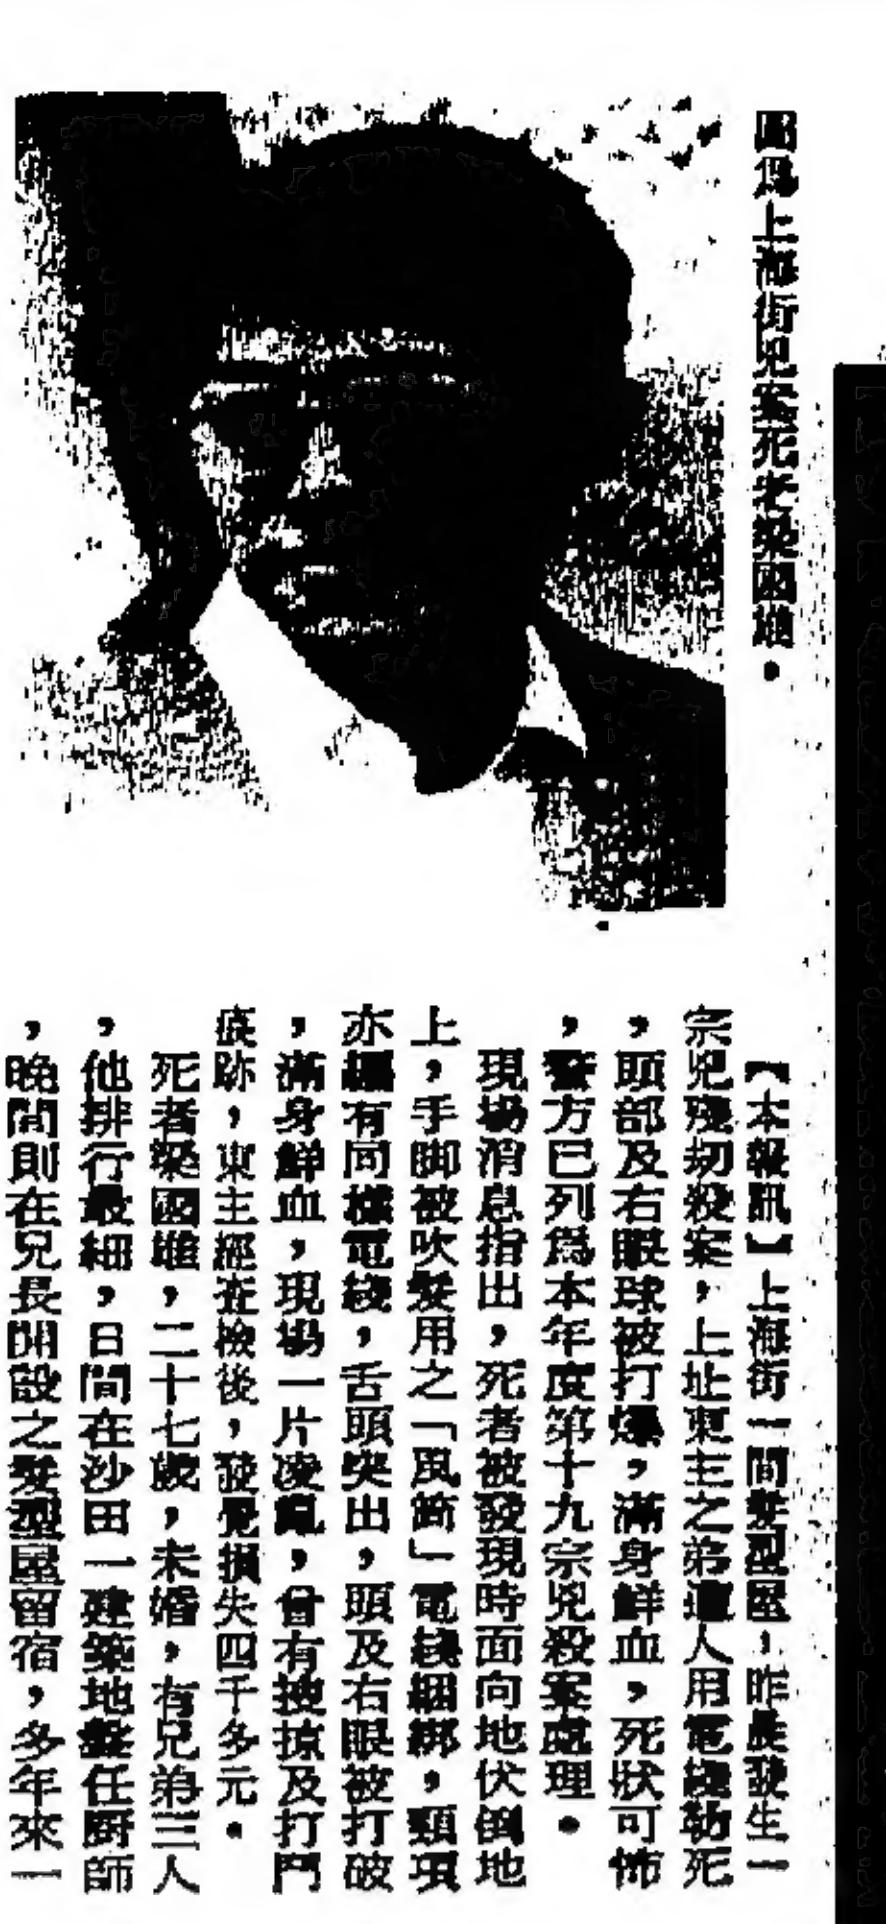 圖為上海街兇案死者梁國雄。
【本報訊】上海街一間髮型屋,昨晨發生一
宗兇殘劫殺案,上址東主之弟遭人用電綫勒死
,頭部及右眼球被打爆,滿身鮮血,死狀可怖
,警方已列為本年度第十九宗兇殺案處理。
現場消息指出,死者被發現時面向地伏倒地
上,手脚被吹髮用之「風筒」電綫綑綁,頸項
亦纒有同樣電綫,舌頭突出,頭及右眼被打破
,滿身鮮血,現場一片凌亂,曾有搜掠及打鬥
痕跡,東主經查檢後,發覺損失四千多元。
死者梁國雄,二十七歲,未婚,有兄弟三人
,他排行最細,日間在沙田一建築地盤任厨師
,晚間則在兄長開設之髮型屋留宿,多年來一